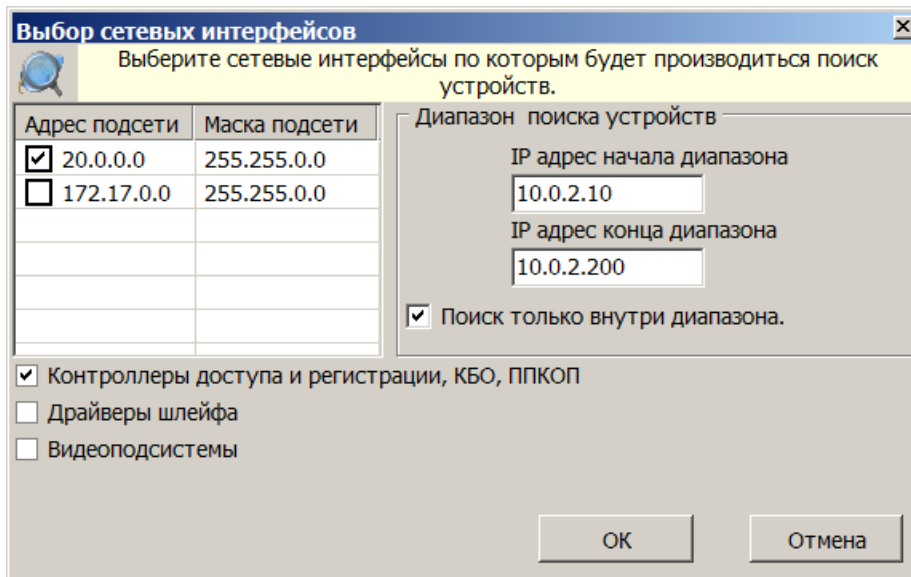 Выбор сетевых интерфейсов
Выберите сетевые интерфейсы по которым будет производиться поиск
устройств.
Адрес подсети Маска подсети
20.0.0.0 255.255.0.0
172.17.0.0 255.255.0.0
Диапазон поиска устройств
IP адрес начала диапазона
10.0.2.10
IP адрес конца диапазона
10.0.2.200
Поиск только внутри диапазона.
Контроллеры доступа и регистрации, КБО, ППКОП
Драйверы шлейфа
Видеоподсистемы
ОК Отмена